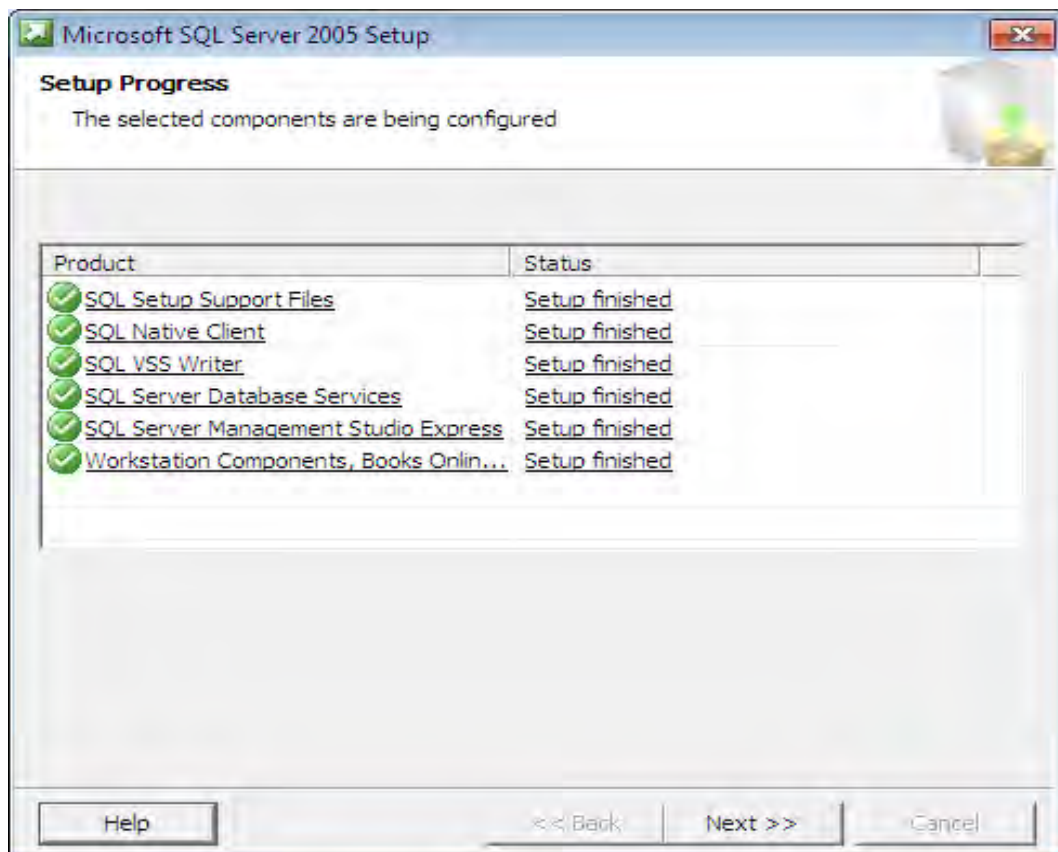 Microsoft SQL Server 2005 Setup
Setup Progress
The selected components are being configured
Product Status
SQL Setup Support Files Setup finished
SQL Native Client Setup finished
SQL VSS Writer Setup finished
SQL Server Database Services Setup finished
SQL Server Management Studio Express Setup finished
Workstation Components, Books Onlin... Setup finished
Help << Back Next >> Cancel